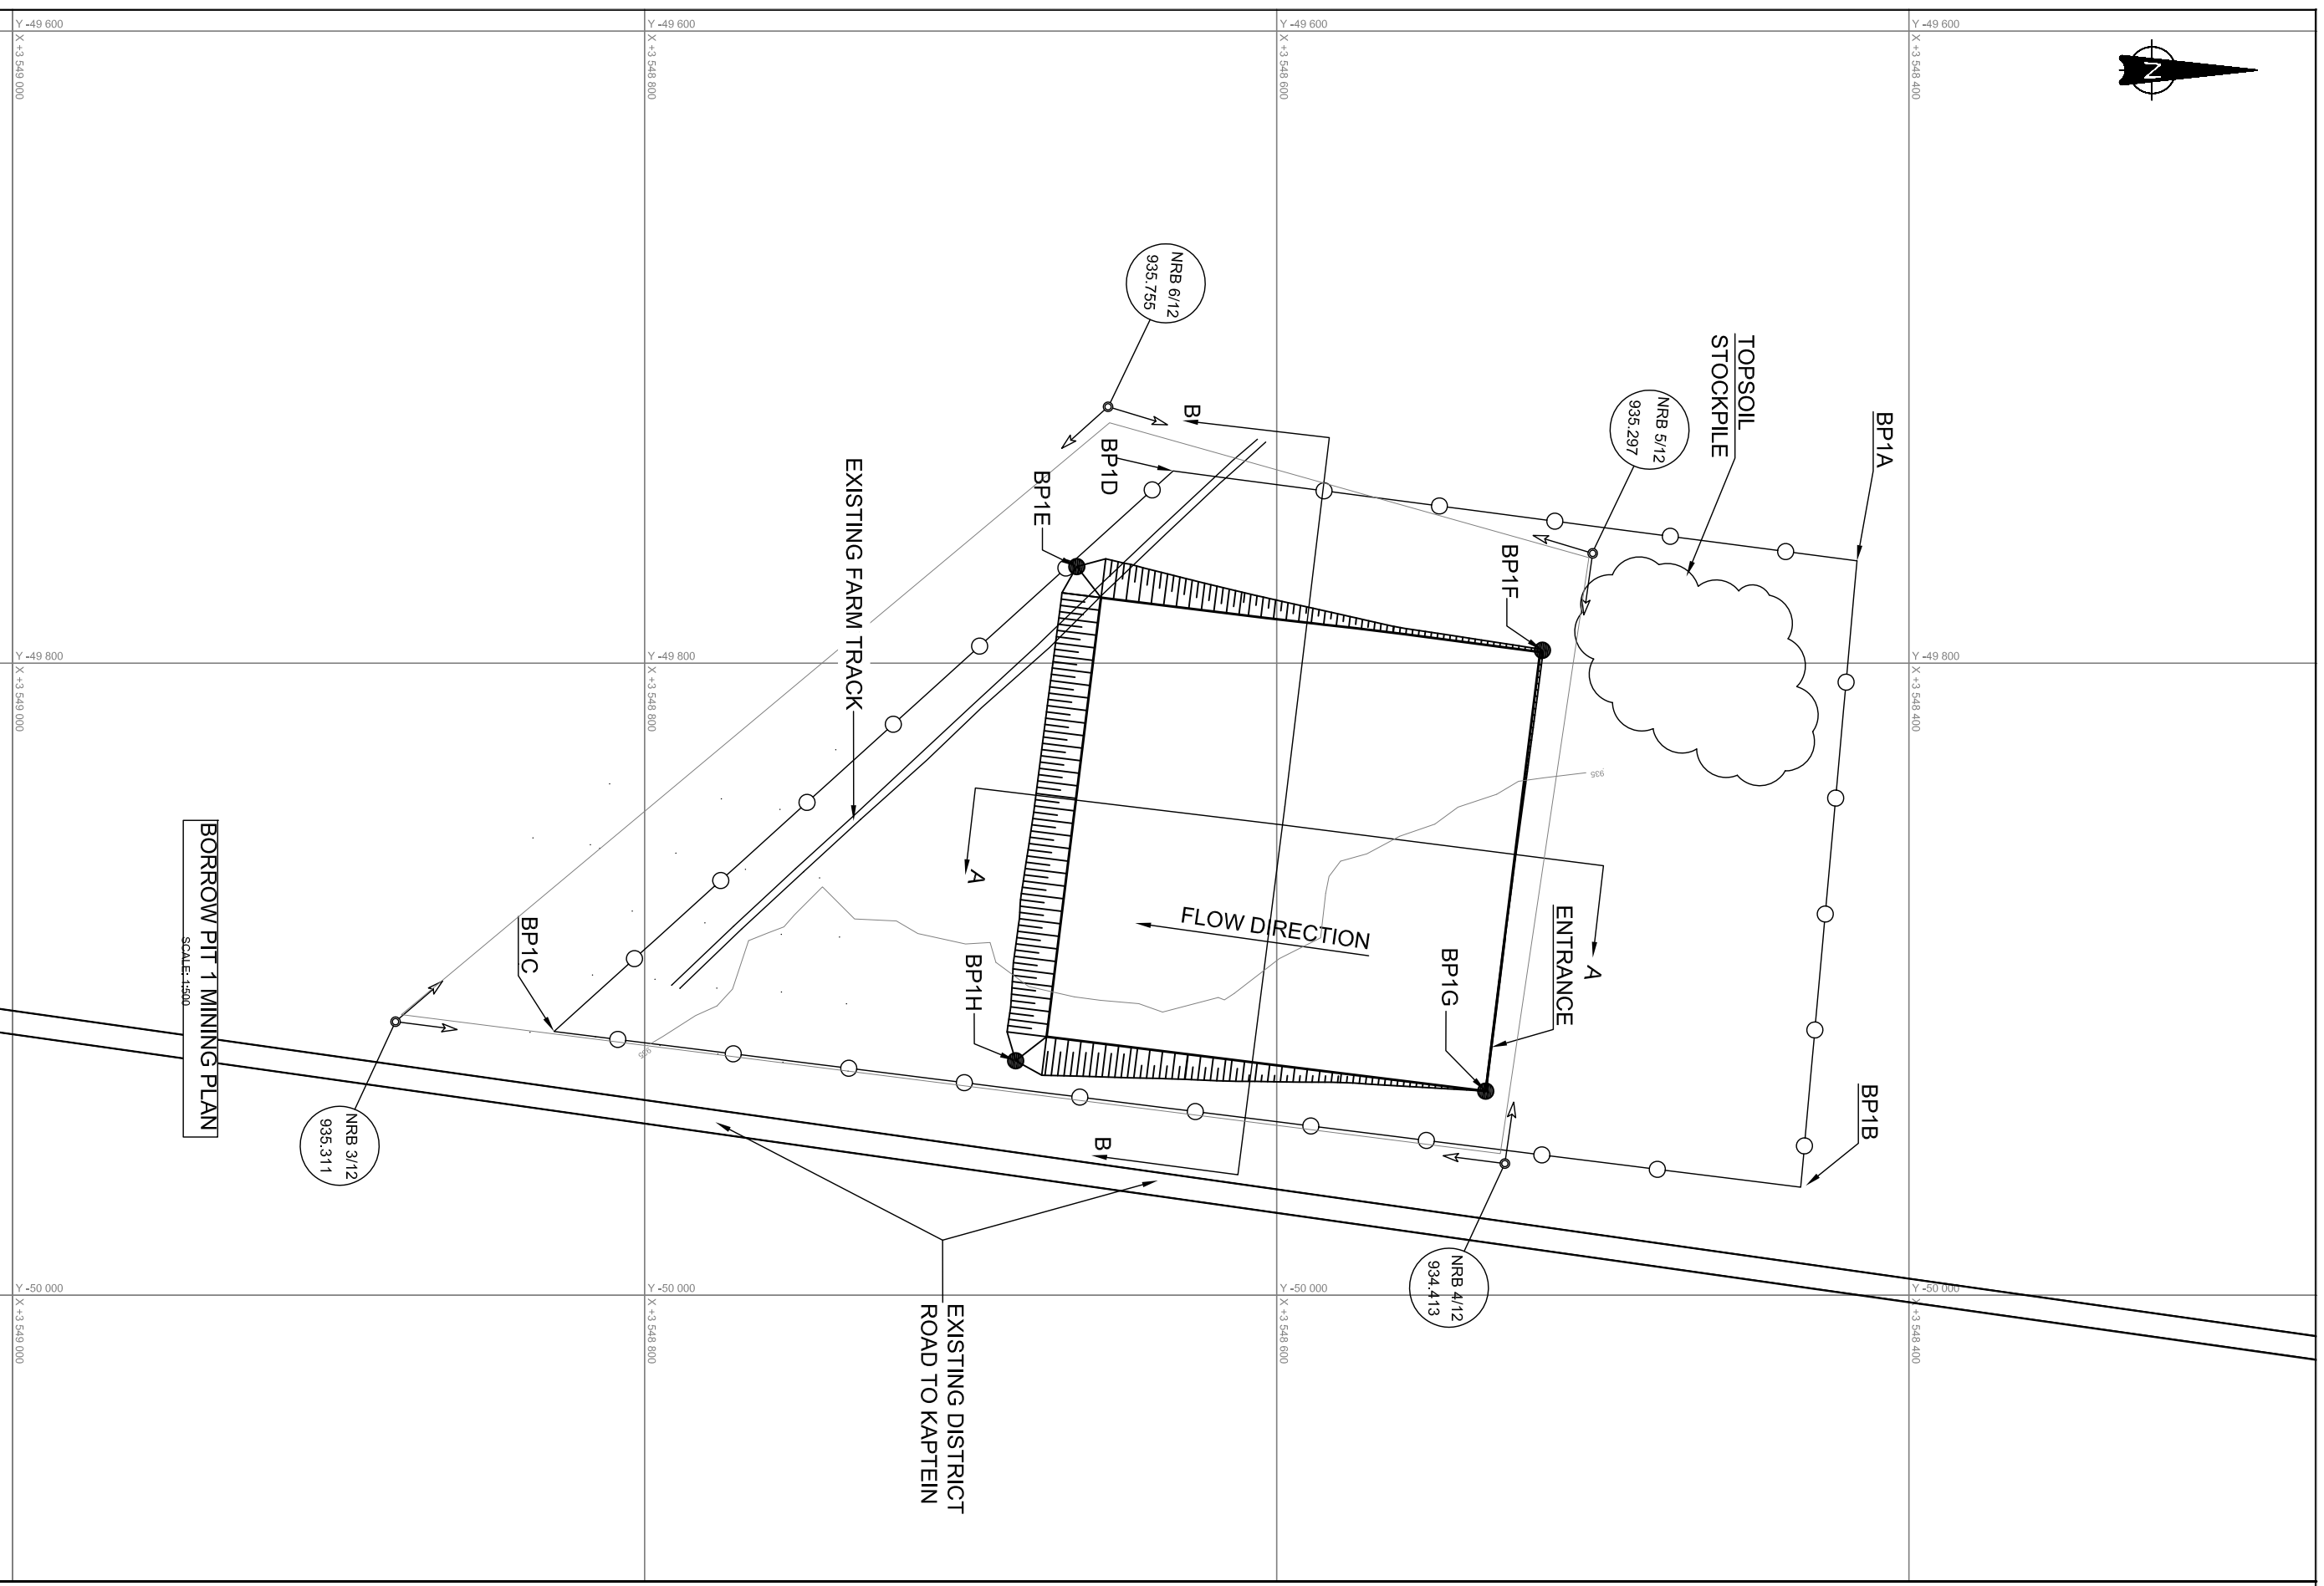 Y -49 600
X +3 549 000
Y -49 600
X +3 548 800
Y -49 600
X +3 548 600
Y -49 600
X +3 548 400
N
NRB 6/12
935.755
TOPSOIL
STOCKPILE
NRB 5/12
935.297
BP1A
B
BP1D
BP1E
EXISTING FARM TRACK
BP1F
Y -49 800
X +3 549 000
Y -49 800
X +3 548 800
Y -49 800
X +3 548 400
935
A
FLOW DIRECTION
ENTRANCE
A
BP1C
BP1H
BP1G
935
BORROW PIT 1 MINING PLAN
SCALE: 1:500
NRB 3/12
935.311
B
BP1B
NRB 4/12
934.413
Y -50 000
X +3 549 000
Y -50 000
X +3 548 800
Y -50 000
X +3 548 600
Y -50 000
X +3 548 400
EXISTING DISTRICT
ROAD TO KAPTEIN